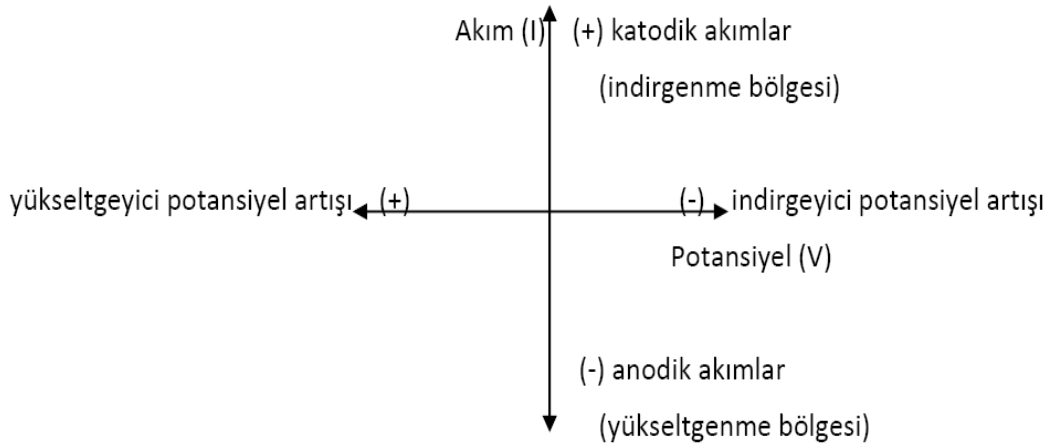 Akım (I) (+) katodik akımlar
(indirgenme bölgesi)
yükseltgeyici potansiyel artışı (+) (-) indirgeyici potansiyel artışı
Potansiyel (V)
(-) anodik akımlar
(yükseltgenme bölgesi)